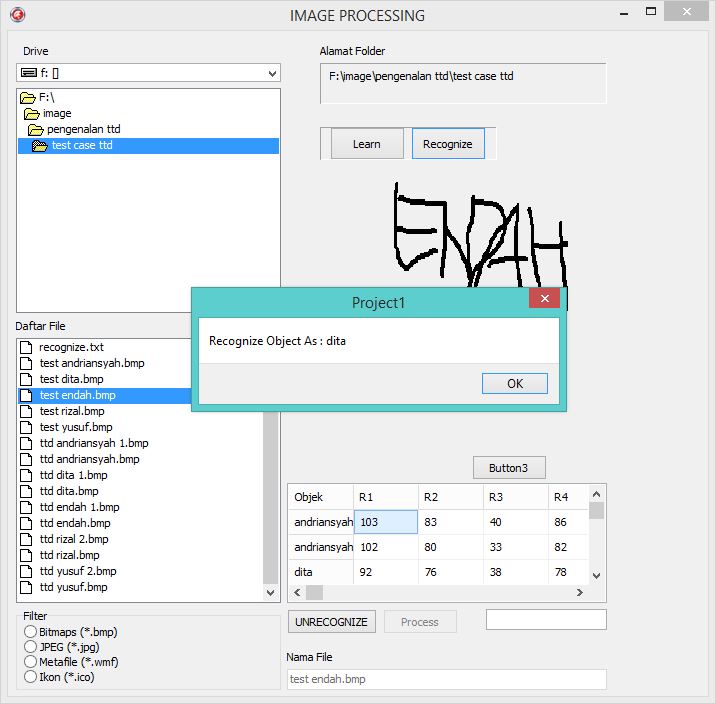 IMAGE PROCESSING
Drive
f: []
F:\
image
pengenalan ttd
test case ttd
Alamat Folder
F:\image\pengenalan ttd\test case ttd
Learn
Recognize
ENDAH
Project1
Recognize Object As : dita
OK
Daftar File
recognize.txt
test andriansyah.bmp
test dita.bmp
test endah.bmp
test rizal.bmp
test yusuf.bmp
ttd andriansyah 1.bmp
ttd andriansyah.bmp
ttd dita 1.bmp
ttd dita.bmp
ttd endah 1.bmp
ttd endah.bmp
ttd rizal 2.bmp
ttd rizal.bmp
ttd yusuf 2.bmp
ttd yusuf.bmp
Button3
Objek R1 R2 R3 R4
andriansyah 103 83 40 86
andriansyah 102 80 33 82
dita 92 76 38 78
UNRECOGNIZE
Process
Filter
Bitmaps (*.bmp)
JPEG (*.jpg)
Metafile (*.wmf)
Ikon (*.ico)
Nama File
test endah.bmp